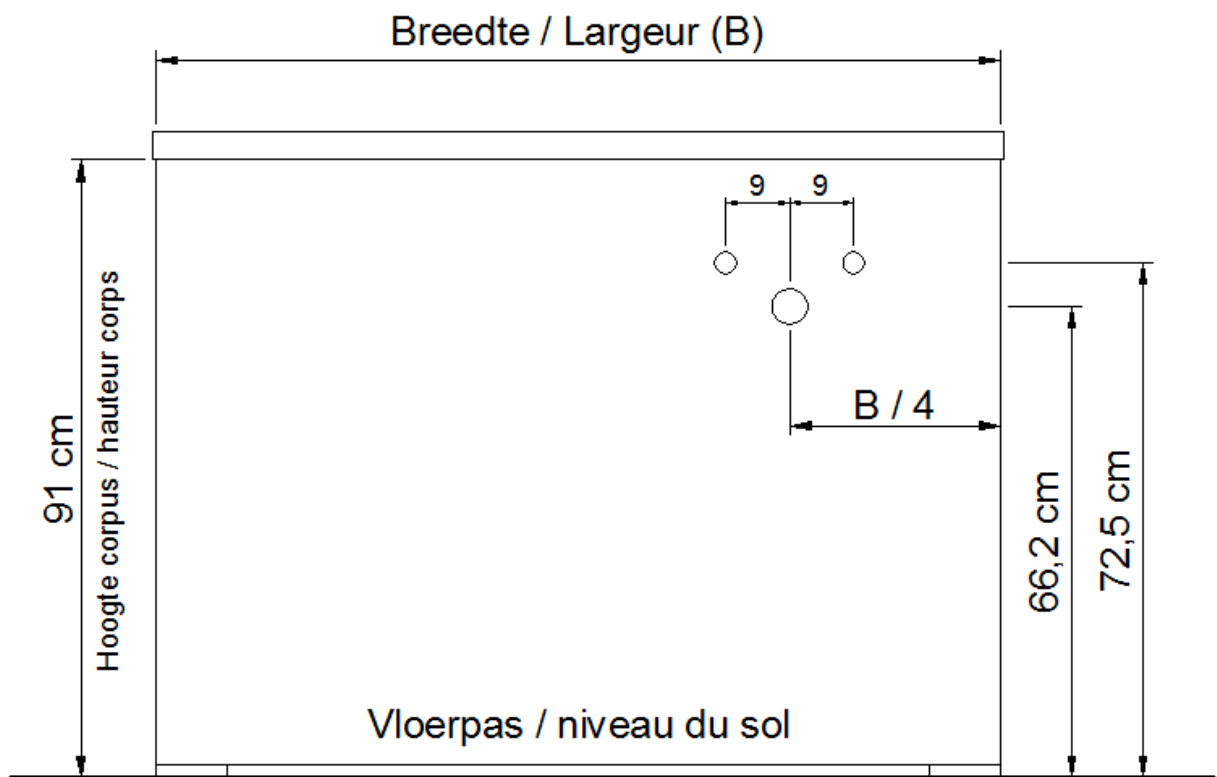 Breedte / Largeur (B)
9
9
B / 4
91 cm
Hoogte corpus / hauteur corps
66,2 cm
72,5 cm
Vloerpas / niveau du sol